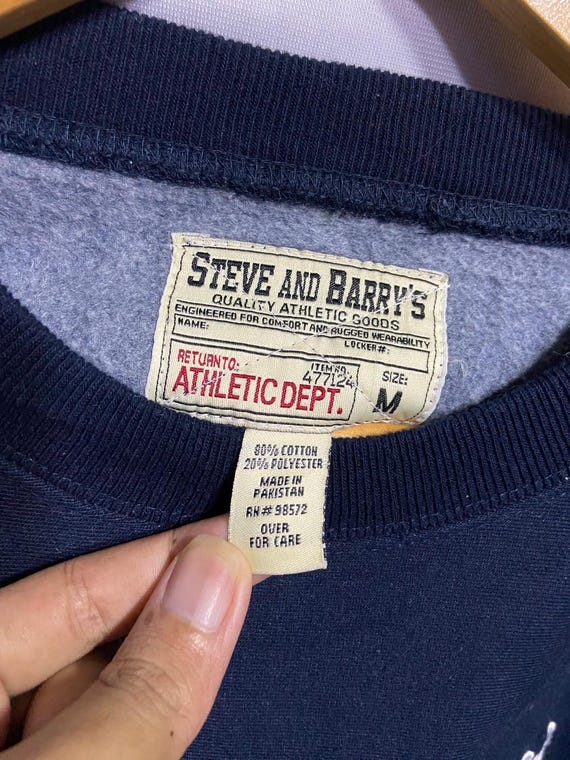 STEVE AND BARRY'S
QUALITY ATHLETIC GOODS
ENGINEERED FOR COMFORT AND RUGGED WEARABILITY
NAME: LOCKER#:
RETURN TO: ITEM NO. SIZE:
ATHLETIC DEPT. 477124 M
80% COTTON
20% POLYESTER
MADE IN
PAKISTAN
RN# 98572
OVER
FOR CARE